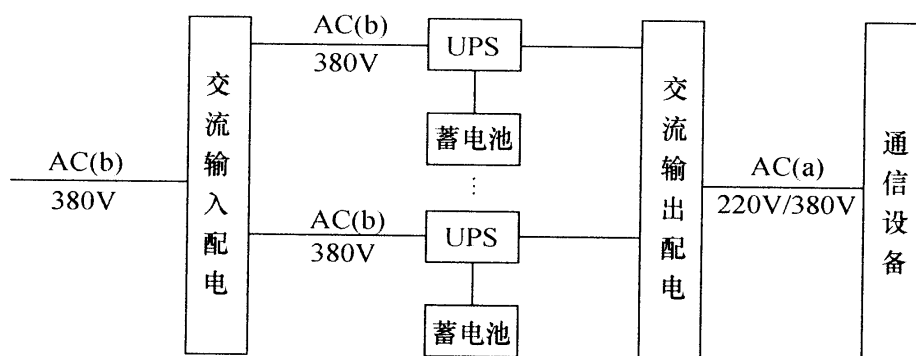 AC(b)
380V
交流输入配电
AC(b)
380V
UPS
蓄电池
AC(b)
380V
UPS
蓄电池
交流输出配电
AC(a)
220V/380V
通信设备